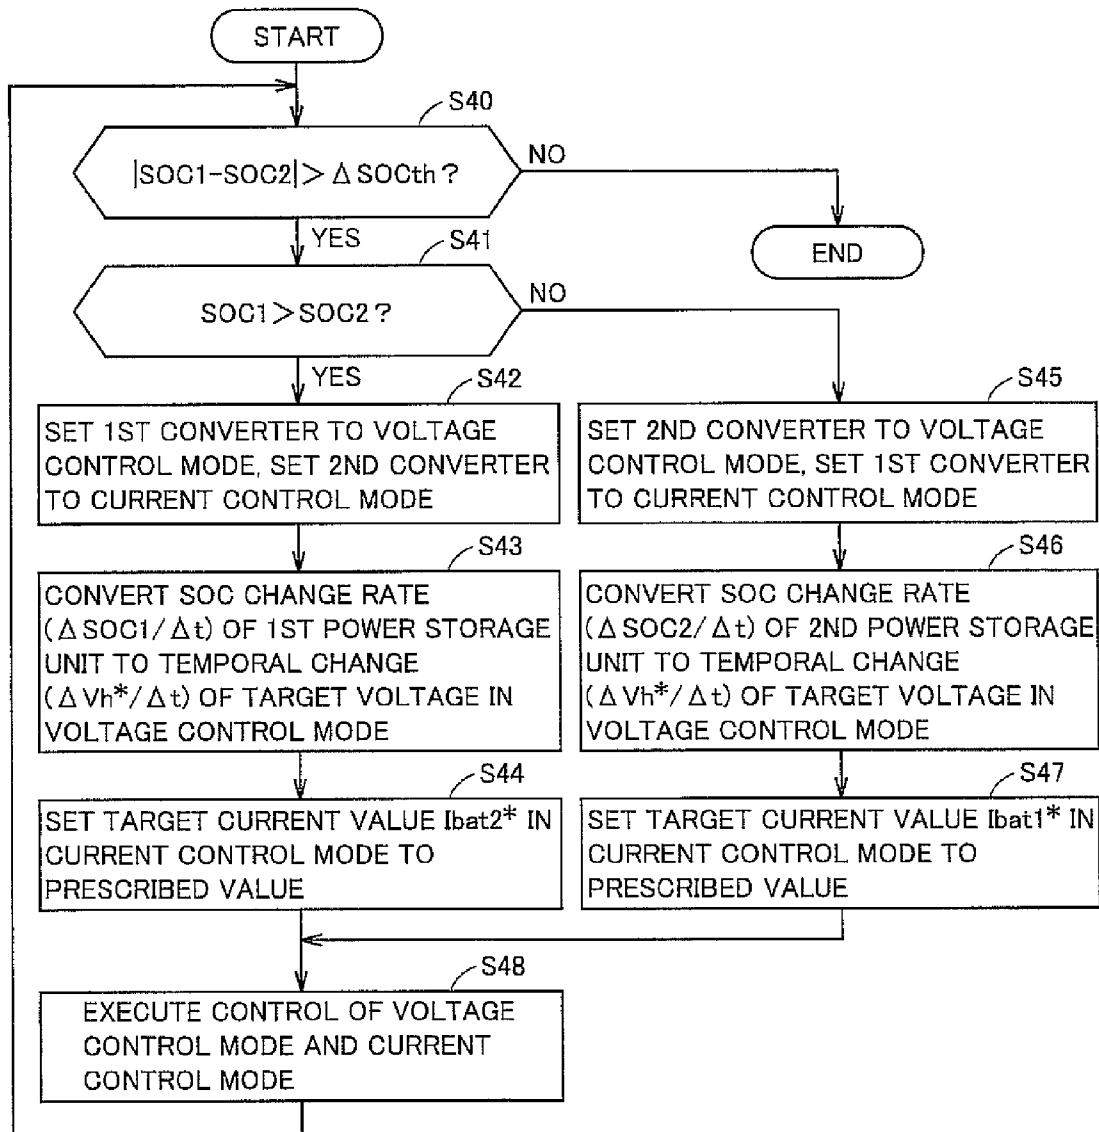 START
S40
|SOC1-SOC2|>ΔSOCth?
NO
YES
END
S41
SOC1>SOC2?
NO
YES
S42
SET 1ST CONVERTER TO VOLTAGE
CONTROL MODE, SET 2ND CONVERTER
TO CURRENT CONTROL MODE
S45
SET 2ND CONVERTER TO VOLTAGE
CONTROL MODE, SET 1ST CONVERTER
TO CURRENT CONTROL MODE
S43
CONVERT SOC CHANGE RATE
(ΔSOC1/Δt) OF 1ST POWER STORAGE
UNIT TO TEMPORAL CHANGE
(ΔVh*/Δt) OF TARGET VOLTAGE IN
VOLTAGE CONTROL MODE
S46
CONVERT SOC CHANGE RATE
(ΔSOC2/Δt) OF 2ND POWER STORAGE
UNIT TO TEMPORAL CHANGE
(ΔVh*/Δt) OF TARGET VOLTAGE IN
VOLTAGE CONTROL MODE
S44
SET TARGET CURRENT VALUE Ibat2* IN
CURRENT CONTROL MODE TO
PRESCRIBED VALUE
S47
SET TARGET CURRENT VALUE Ibat1* IN
CURRENT CONTROL MODE TO
PRESCRIBED VALUE
S48
EXECUTE CONTROL OF VOLTAGE
CONTROL MODE AND CURRENT
CONTROL MODE